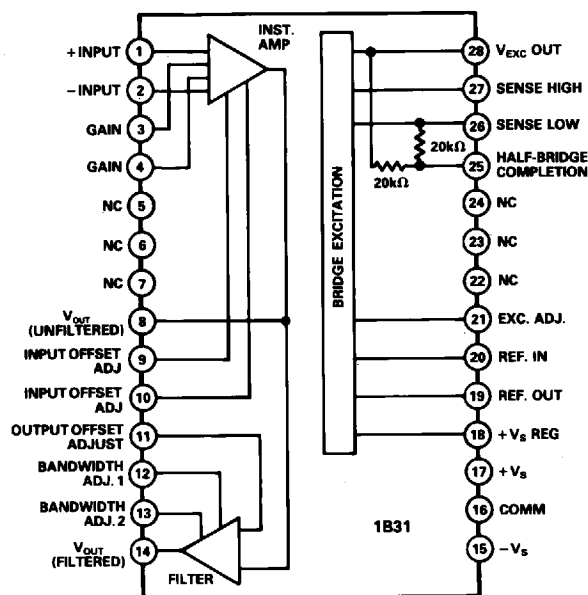 INST.
AMP
+ INPUT 1
− INPUT 2
GAIN 3
GAIN 4
NC 5
NC 6
NC 7
VOUT
(UNFILTERED) 8
INPUT OFFSET
ADJ 9
INPUT OFFSET
ADJ 10
OUTPUT OFFSET
ADJUST 11
BANDWIDTH
ADJ. 1 12
BANDWIDTH
ADJ. 2 13
VOUT
(FILTERED) 14
FILTER
BRIDGE EXCITATION
20kΩ
20kΩ
28 VEXC OUT
27 SENSE HIGH
26 SENSE LOW
25 HALF-BRIDGE
COMPLETION
24 NC
23 NC
22 NC
21 EXC. ADJ.
20 REF. IN
19 REF. OUT
18 + VS REG
17 + VS
16 COMM
15 − VS
1B31